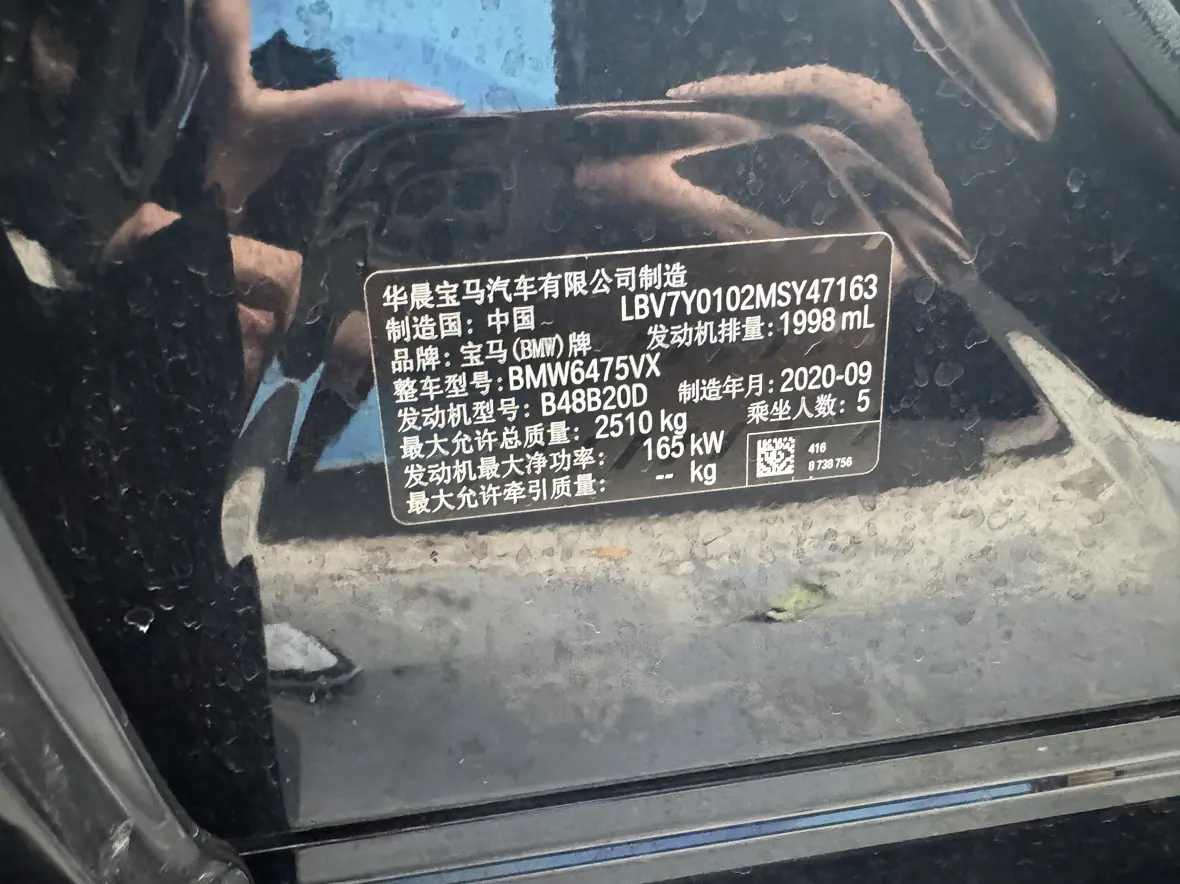 华晨宝马汽车有限公司制造
制造国：中国 LBV7Y0102MSY47163
品牌：宝马(BMW)牌 发动机排量：1998 mL
整车型号：BMW6475VX
发动机型号：B48B20D 制造年月：2020-09
最大允许总质量：2510 kg 乘坐人数：5
发动机最大净功率：165 kW
最大允许牵引质量：-- kg
416
8 738 756